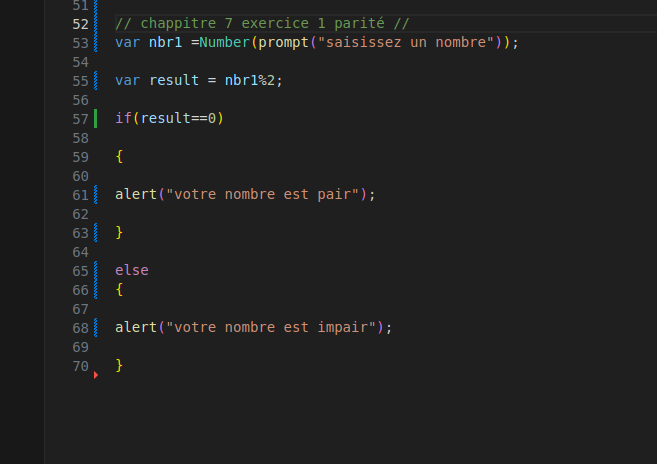 51
52 // chappitre 7 exercice 1 parité //
53 var nbr1 =Number(prompt("saisissez un nombre"));
54
55 var result = nbr1%2;
56
57 if(result==0)
58
59 {
60
61 alert("votre nombre est pair");
62
63 }
64
65 else
66 {
67
68 alert("votre nombre est impair");
69
70 }